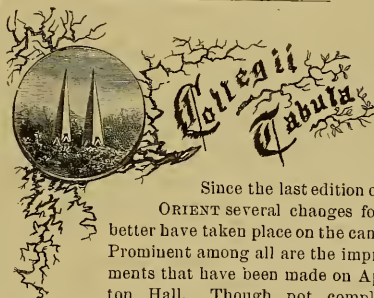 Collegii
Tabula
Since the last edition o
ORIENT several changes fo
better have taken place on the cam
Prominent among all are the impr
ments that have been made on Ap
ton Hall. Though not compl